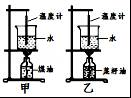 温度计 温度计
水 水
煤油 菜籽油
甲 乙